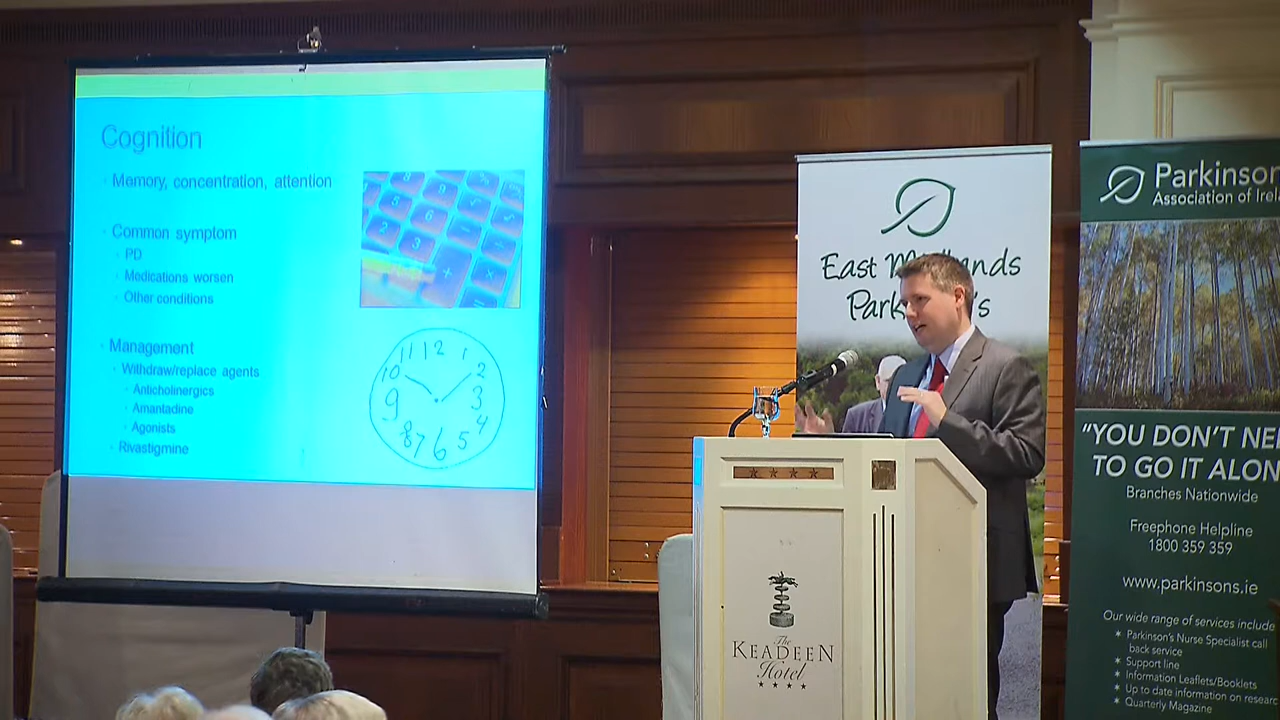 Cognition
Memory, concentration, attention
Common symptom
PD
Medications worsen
Other conditions
Management
Withdraw/replace agents
Anticholinergics
Amantadine
Agonists
Rivastigmine
11 12 1
10 2
9 3
8 7 6 5 4
East M lands
Park 's
The
KEADEEN
Hotel
Parkinson
Association of Irel
"YOU DON'T NE
TO GO IT ALON
Branches Nationwide
Freephone Helpline
1800 359 359
www.parkinsons.ie
Our wide range of services include
Parkinson's Nurse Specialist call
back service
Support line
Information Leaflets/Booklets
Up to date information on researc
Quarterly Magazine